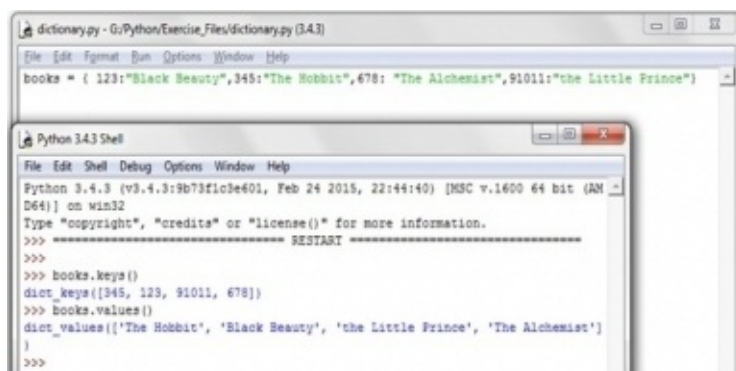 dictionary.py - G:/Python/Exercise_Files/dictionary.py (3.4.3)
File Edit Format Run Options Window Help
books = { 123:"Black Beauty",345:"The Hobbit",678: "The Alchemist",91011:"the Little Prince"}
Python 3.4.3 Shell
File Edit Shell Debug Options Window Help
Python 3.4.3 (v3.4.3:9b73f1c3e601, Feb 24 2015, 22:44:40) [MSC v.1600 64 bit (AM
D64)] on win32
Type "copyright", "credits" or "license()" for more information.
>>> ================================ RESTART ================================
>>>
>>> books.keys()
dict_keys([345, 123, 91011, 678])
>>> books.values()
dict_values(['The Hobbit', 'Black Beauty', 'the Little Prince', 'The Alchemist']
)
>>>